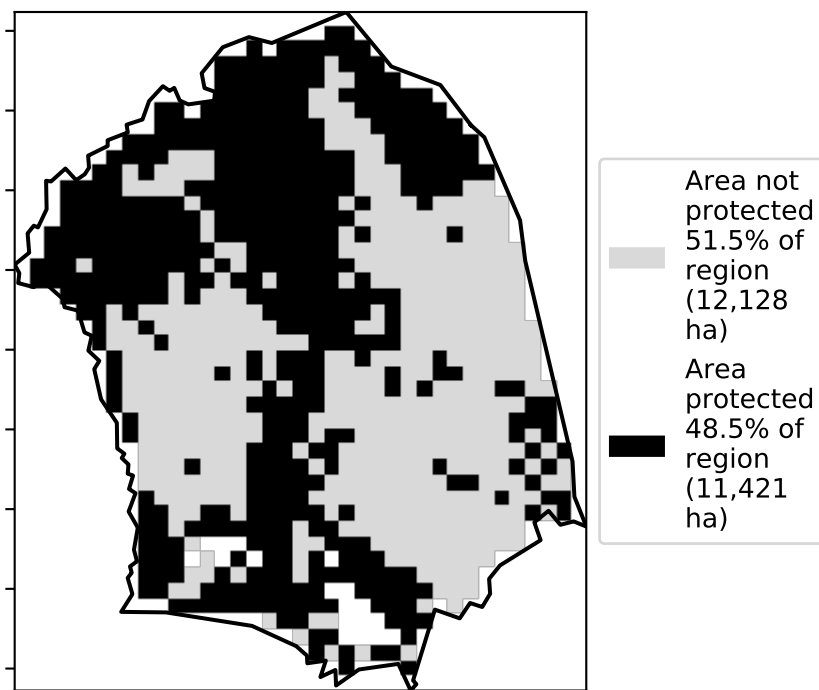 Area not
protected
51.5% of
region
(12,128
ha)
Area
protected
48.5% of
region
(11,421
ha)